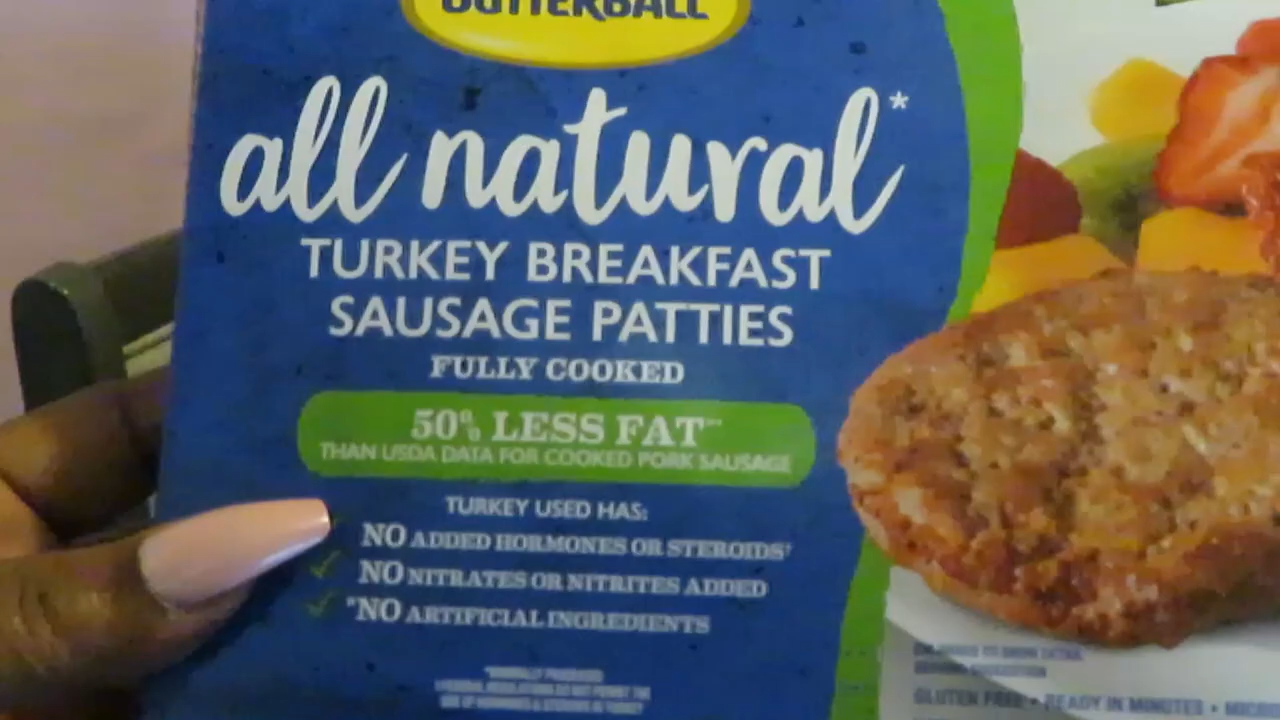 BUTTERBALL
all natural*
TURKEY BREAKFAST
SAUSAGE PATTIES
FULLY COOKED
50% LESS FAT**
THAN USDA DATA FOR COOKED PORK SAUSAGE
TURKEY USED HAS:
NO ADDED HORMONES OR STEROIDS†
NO NITRATES OR NITRITES ADDED
*NO ARTIFICIAL INGREDIENTS
GLUTEN FREE • READY IN MINUTES •